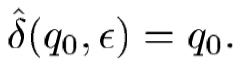 δ̂(q₀, ϵ) = q₀.